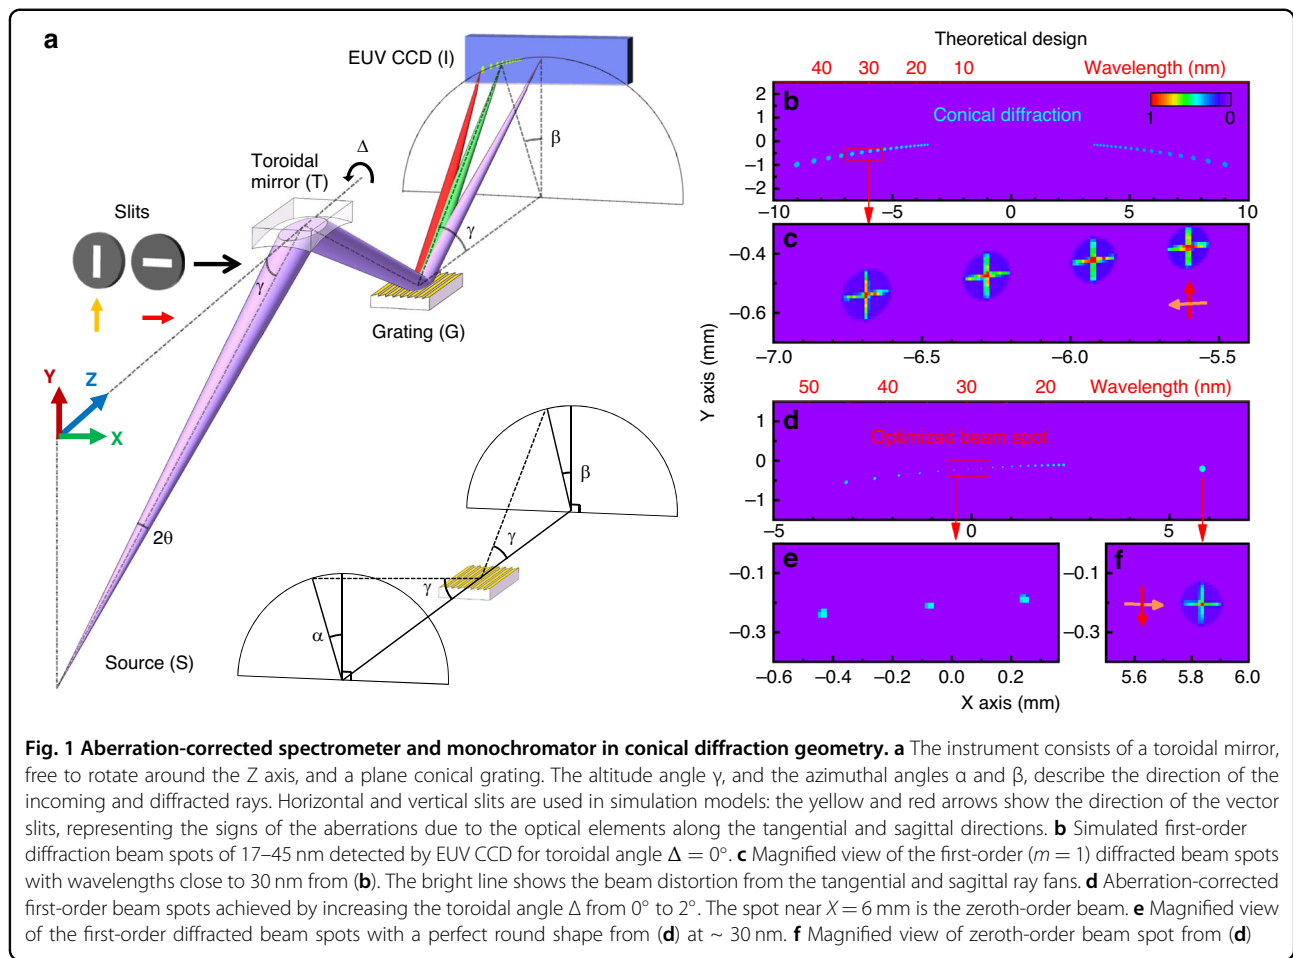 a
EUV CCD (I)
β
Δ
Toroidal
mirror (T)
Slits
γ
γ
Grating (G)
Y
Z
X
2θ
Source (S)
β
γ
γ
α
Theoretical design
40 30 20 10 Wavelength (nm)
b
Conical diffraction
1 0
2
1
0
−1
−2
−10 −5 0 5 10
c
−0.4
−0.6
−7.0 −6.5 −6.0 −5.5
Y axis (mm)
50 40 30 20 Wavelength (nm)
d
Optimized beam spot
1
0
−1
−5 0 5
e
−0.1
−0.3
−0.6 −0.4 −0.2 0.0 0.2
f
−0.1
−0.3
5.6 5.8 6.0
X axis (mm)
Fig. 1 Aberration-corrected spectrometer and monochromator in conical diffraction geometry. a The instrument consists of a toroidal mirror,
free to rotate around the Z axis, and a plane conical grating. The altitude angle γ, and the azimuthal angles α and β, describe the direction of the
incoming and diffracted rays. Horizontal and vertical slits are used in simulation models: the yellow and red arrows show the direction of the vector
slits, representing the signs of the aberrations due to the optical elements along the tangential and sagittal directions. b Simulated first-order
diffraction beam spots of 17–45 nm detected by EUV CCD for toroidal angle Δ = 0°. c Magnified view of the first-order (m = 1) diffracted beam spots
with wavelengths close to 30 nm from (b). The bright line shows the beam distortion from the tangential and sagittal ray fans. d Aberration-corrected
first-order beam spots achieved by increasing the toroidal angle Δ from 0° to 2°. The spot near X = 6 mm is the zeroth-order beam. e Magnified view
of the first-order diffracted beam spots with a perfect round shape from (d) at ~ 30 nm. f Magnified view of zeroth-order beam spot from (d)